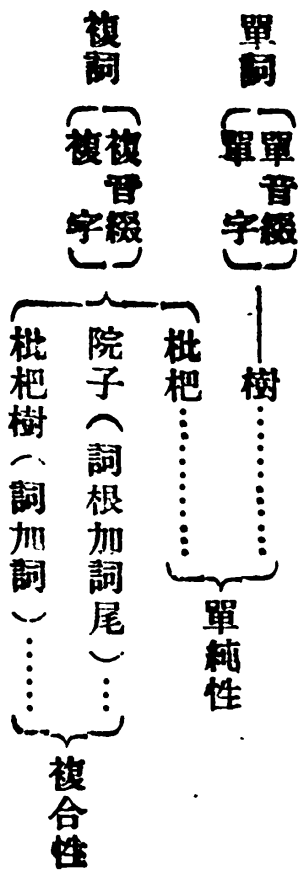 單詞
單音綴
單字
樹………
複詞
複音綴
複字
枇杷………
院子(詞根加詞尾)…
枇杷樹(詞加詞)……
單純性
複合性